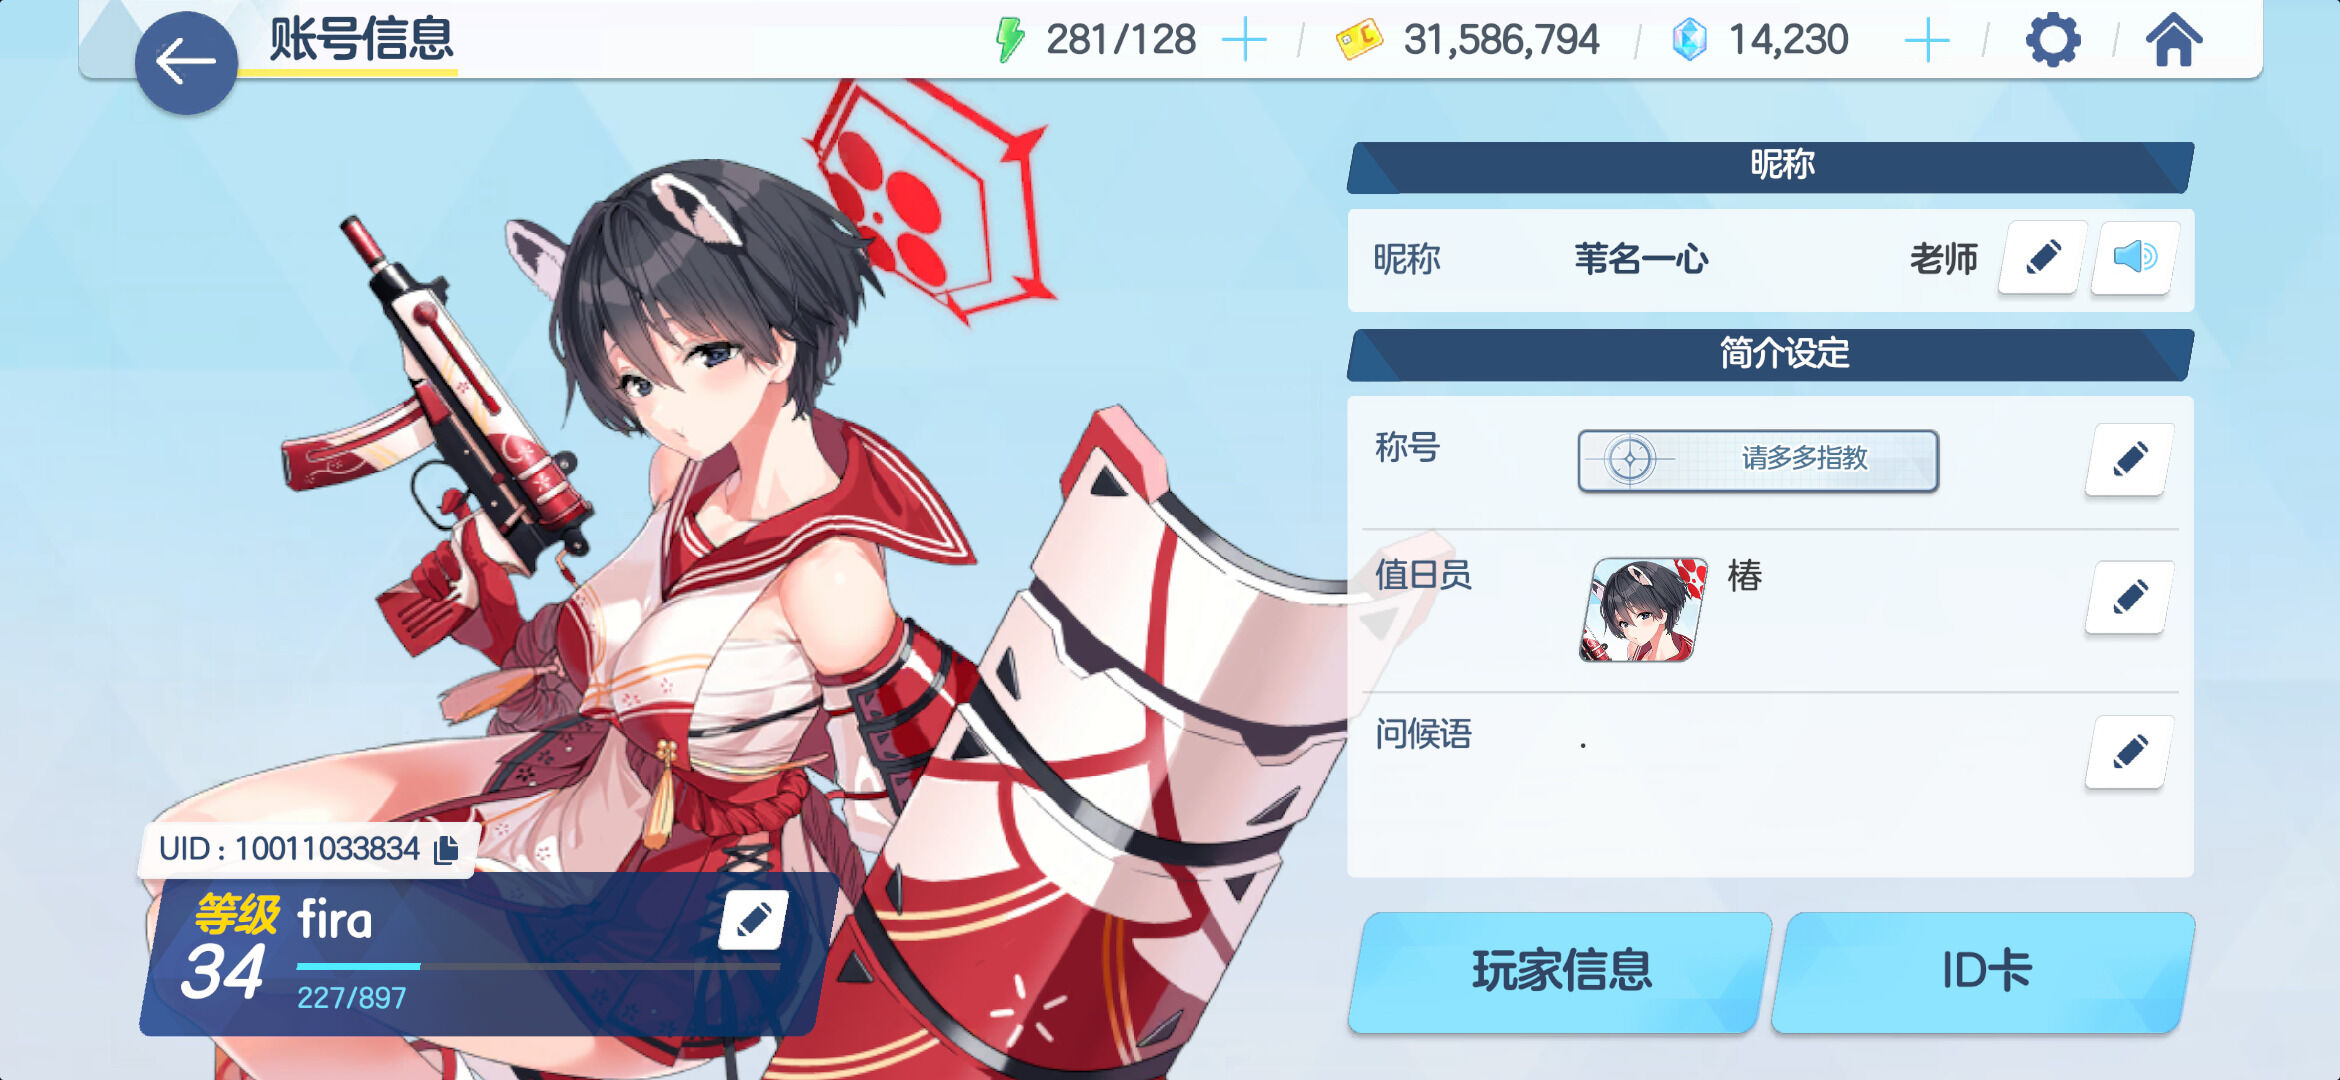 账号信息
281/128
31,586,794
14,230
昵称
昵称 苇名一心 老师
简介设定
称号 请多多指教
值日员 椿
问候语 .
UID : 10011033834
等级 fira
34
227/897
玩家信息
ID卡